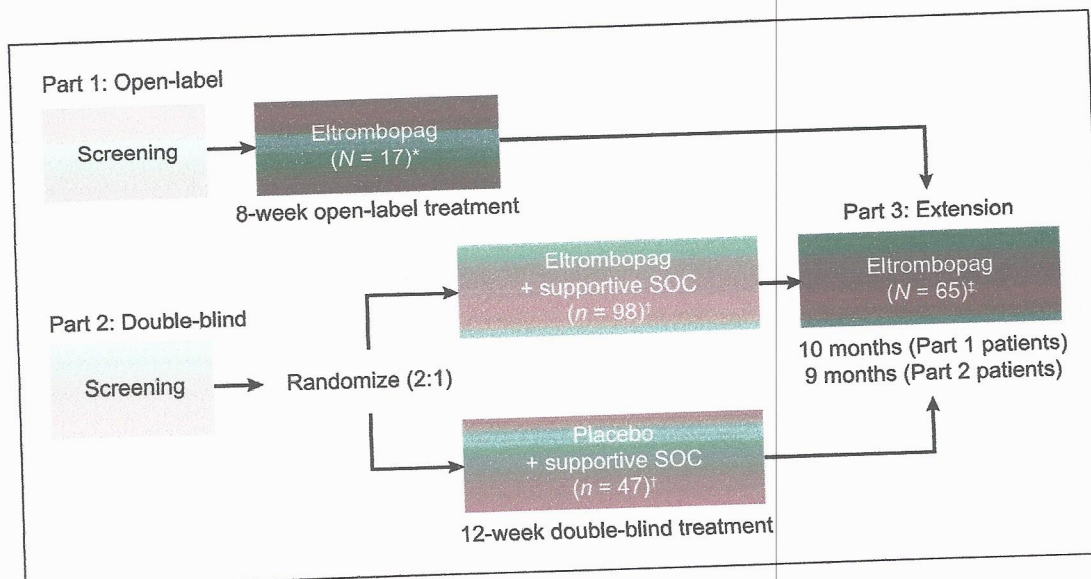 Part 1: Open-label
Screening
Eltrombopag
(N = 17)*
8-week open-label treatment
Part 2: Double-blind
Screening
Randomize (2:1)
Eltrombopag
+ supportive SOC
(n = 98)†
Placebo
+ supportive SOC
(n = 47)†
12-week double-blind treatment
Part 3: Extension
Eltrombopag
(N = 65)‡
10 months (Part 1 patients)
9 months (Part 2 patients)